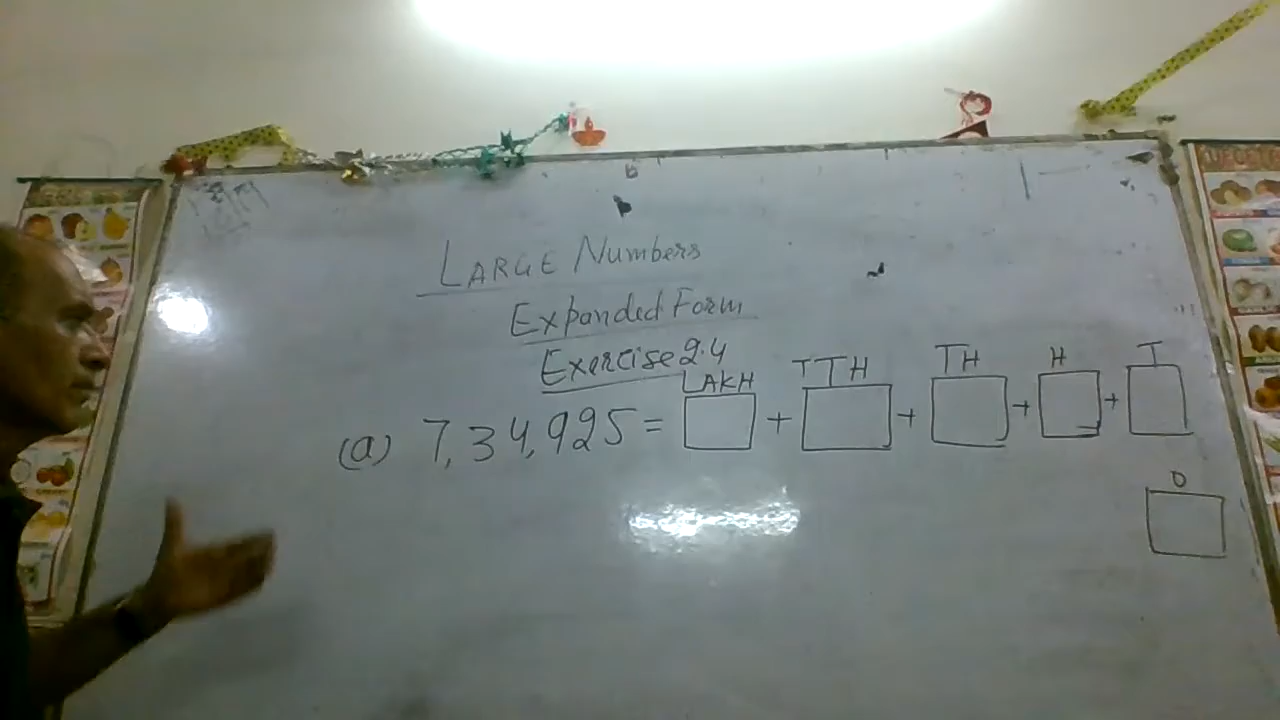 LARGE Numbers
Expanded Form
Exercise 2.4
LAKH TTH TH H T
(a) 7,34,925 = + + + +
O